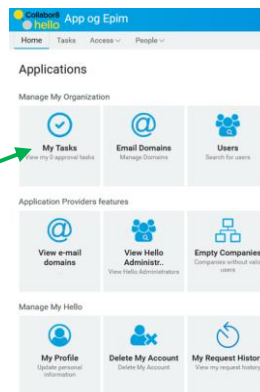 Collabor8
hello App og Epim
Home Tasks Access People
Applications
Manage My Organization
My Tasks
View my 0 approval tasks
Email Domains
Manage Domains
Users
Search for users
Application Providers features
View e-mail
domains
View Hello
Administr..
View Hello Administrators
Empty Companies
Companies without valid
users
Manage My Hello
My Profile
Update personal
information
Delete My Account
Delete My Account
My Request Histor
View my request history